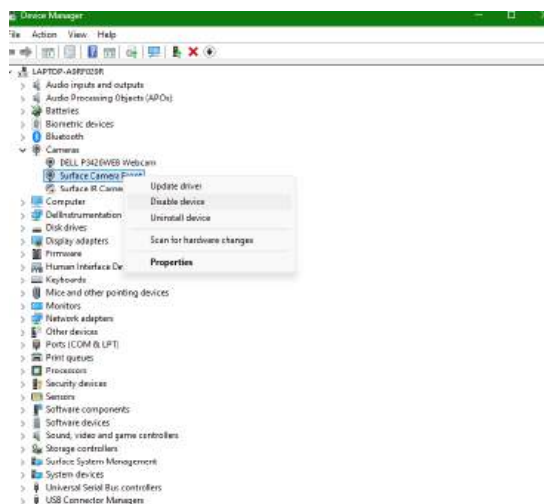 Device Manager
File Action View Help
LAPTOP-A9RF029R
Audio inputs and outputs
Audio Processing Objects (APOs)
Batteries
Biometric devices
Bluetooth
Cameras
DELL P3426WEB Webcam
Surface Camera Front
Surface IR Camer
Update driver
Disable device
Uninstall device
Scan for hardware changes
Properties
Computer
DellInstrumentation
Disk drives
Display adapters
Firmware
Human Interface De
Keyboards
Mice and other pointing devices
Monitors
Network adapters
Other devices
Ports (COM & LPT)
Print queues
Processors
Security devices
Sensors
Software components
Software devices
Sound, video and game controllers
Storage controllers
Surface System Management
System devices
Universal Serial Bus controllers
USB Connector Managers